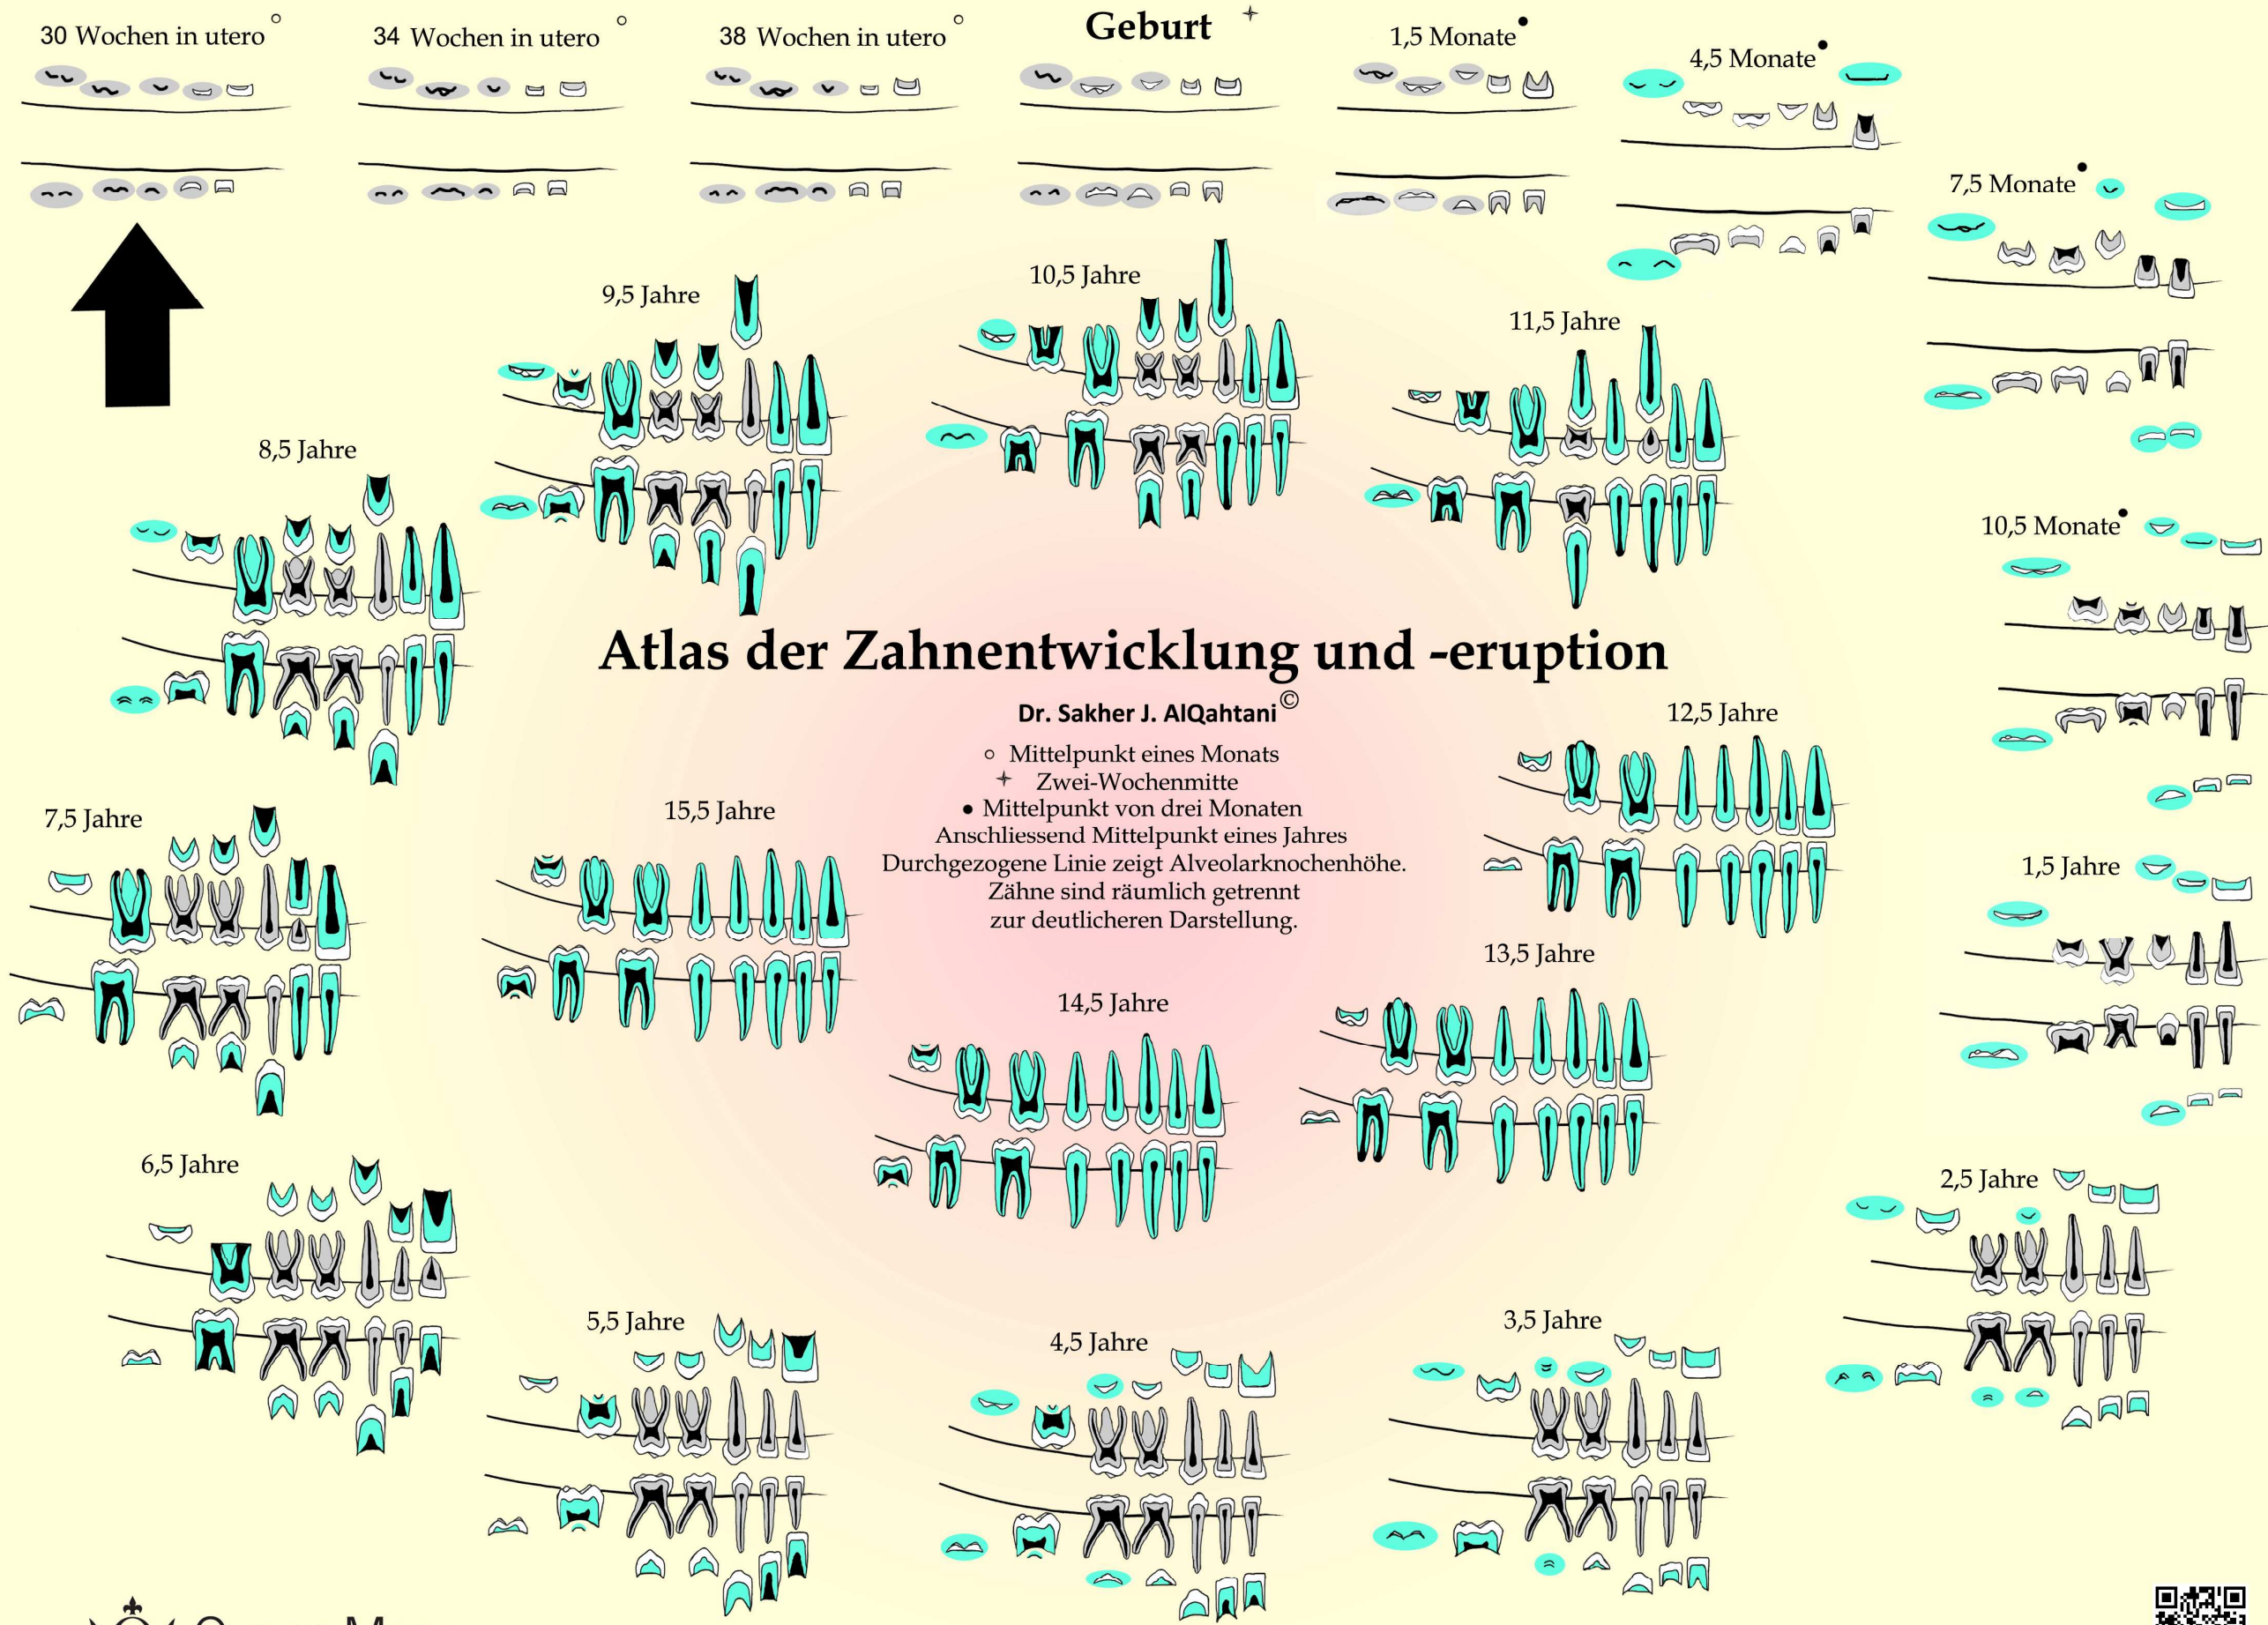 30 Wochen in utero °
34 Wochen in utero °
38 Wochen in utero °
Geburt ✧
1,5 Monate●
4,5 Monate●
7,5 Monate●
9,5 Jahre
10,5 Jahre
11,5 Jahre
8,5 Jahre
10,5 Monate●
Atlas der Zahnentwicklung und -eruption
Dr. Sakher J. AlQahtani©
○ Mittelpunkt eines Monats
✧ Zwei-Wochenmitte
● Mittelpunkt von drei Monaten
Anschliessend Mittelpunkt eines Jahres
Durchgezogene Linie zeigt Alveolarknochenhöhe.
Zähne sind räumlich getrennt
zur deutlicheren Darstellung.
12,5 Jahre
7,5 Jahre
15,5 Jahre
1,5 Jahre
13,5 Jahre
14,5 Jahre
6,5 Jahre
2,5 Jahre
5,5 Jahre
4,5 Jahre
3,5 Jahre